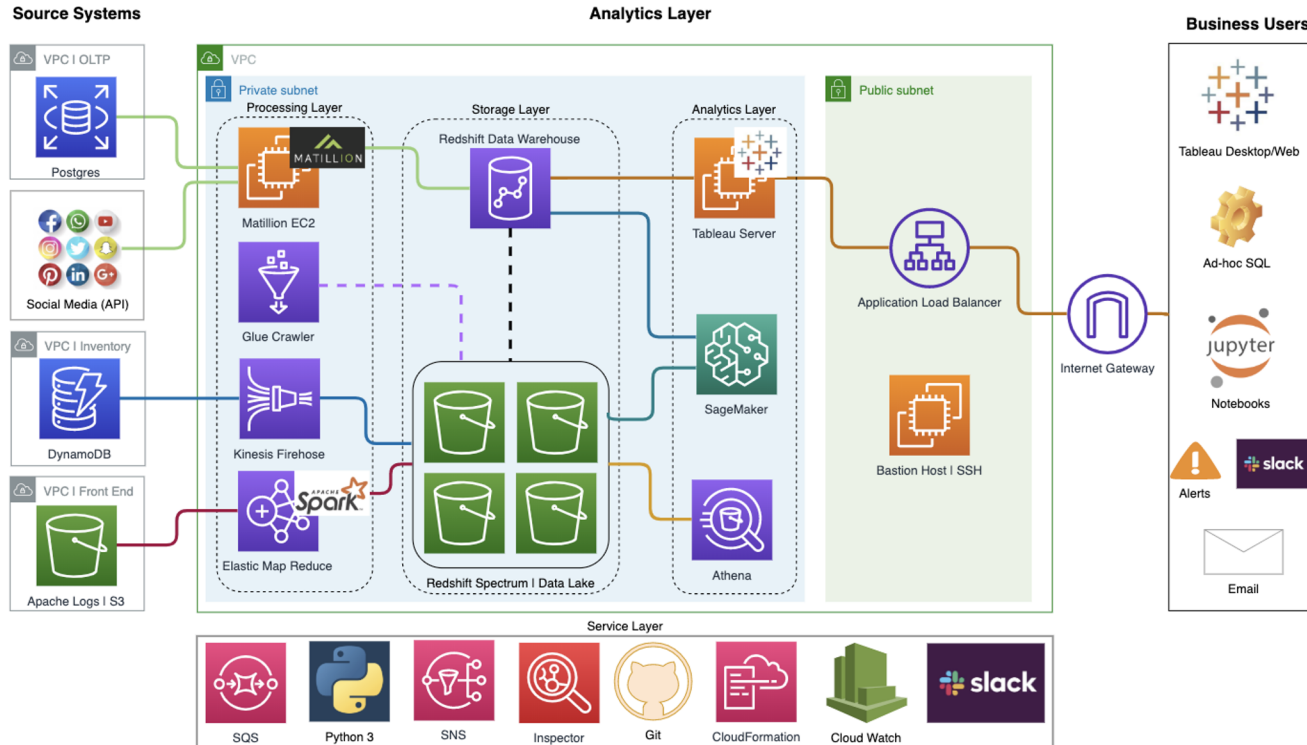 Source Systems
Analytics Layer
Business Users
VPC | OLTP
Postgres
Social Media (API)
VPC | Inventory
DynamoDB
VPC | Front End
Apache Logs | S3
VPC
Private subnet
Processing Layer
MATILLION
Matillion EC2
Glue Crawler
Kinesis Firehose
APACHE
Spark
Elastic Map Reduce
Storage Layer
Redshift Data Warehouse
Redshift Spectrum | Data Lake
Analytics Layer
Tableau Server
SageMaker
Athena
Public subnet
Application Load Balancer
Bastion Host | SSH
Internet Gateway
Tableau Desktop/Web
Ad-hoc SQL
jupyter
Notebooks
Alerts
slack
Slack
Email
Service Layer
SQS
Python 3
SNS
Inspector
Git
CloudFormation
Cloud Watch
slack